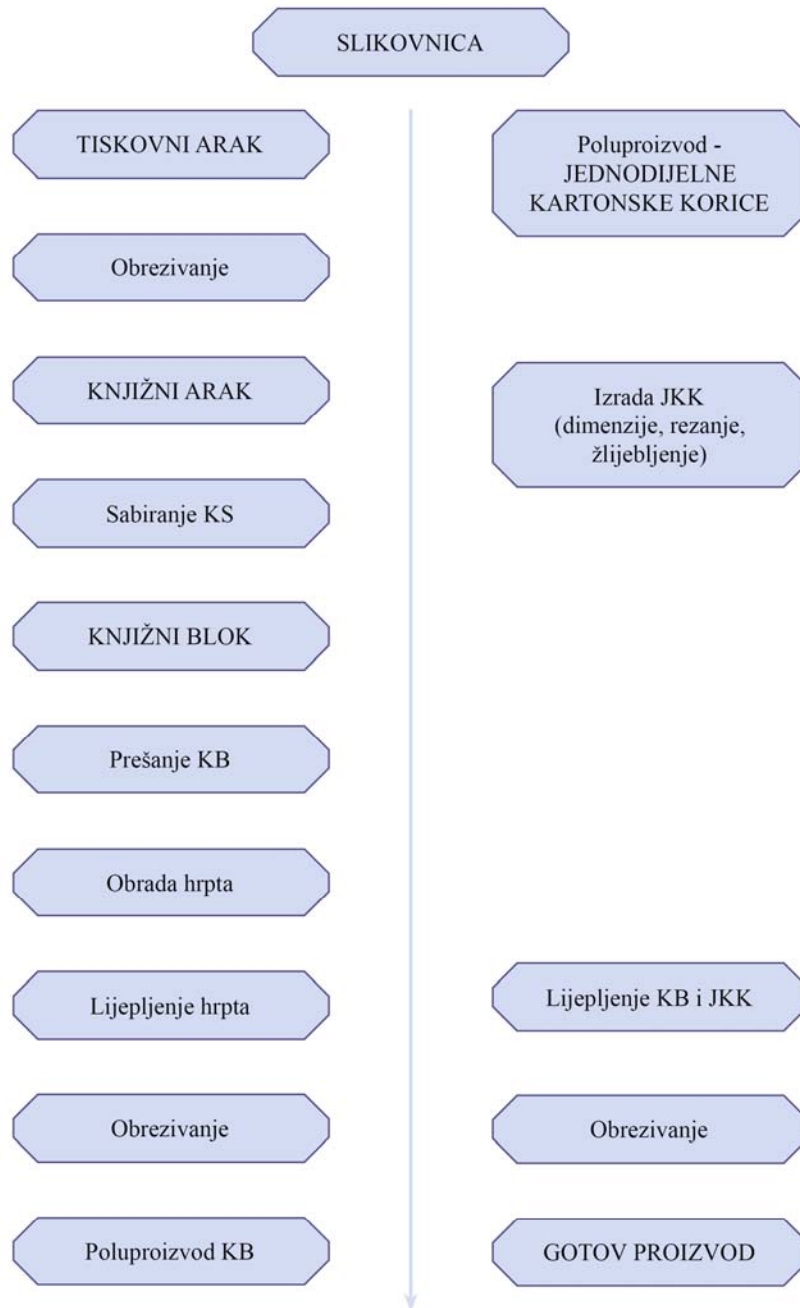 SLIKOVNICA
TISKOVNI ARAK
Obrezivanje
KNJIŽNI ARAK
Sabiranje KS
KNJIŽNI BLOK
Prešanje KB
Obrada hrpta
Lijepljenje hrpta
Obrezivanje
Poluproizvod KB
Poluproizvod -
JEDNODIJELNE
KARTONSKE KORICE
Izrada JKK
(dimenzije, rezanje,
žlijebljenje)
Lijepljenje KB i JKK
Obrezivanje
GOTOV PROIZVOD